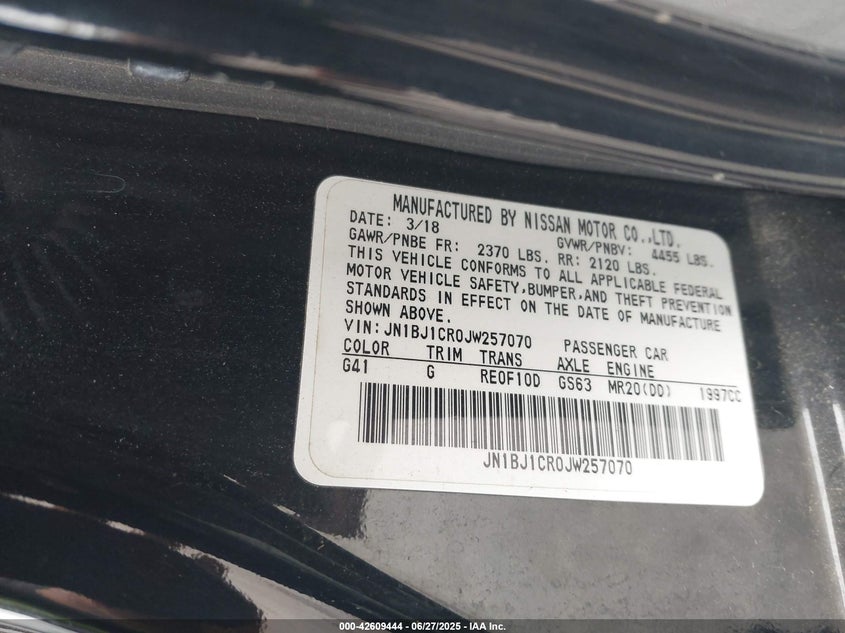 MANUFACTURED BY NISSAN MOTOR CO.,LTD.
DATE: 3/18 GVWR/PNBV: 4455 LBS.
GAWR/PNBE FR: 2370 LBS. RR: 2120 LBS.
THIS VEHICLE CONFORMS TO ALL APPLICABLE FEDERAL
MOTOR VEHICLE SAFETY,BUMPER,AND THEFT PREVENTION
STANDARDS IN EFFECT ON THE DATE OF MANUFACTURE
SHOWN ABOVE.
VIN: JN1BJ1CR0JW257070 PASSENGER CAR
COLOR TRIM TRANS AXLE ENGINE
G41 G RE0F10D GS63 MR20(DD) 1997CC
JN1BJ1CR0JW257070
000-42609444 - 06/27/2025 - IAA Inc.